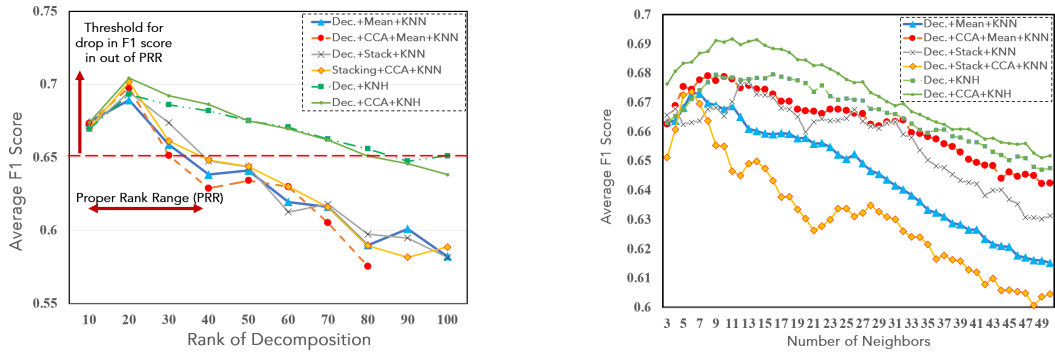 Threshold for
drop in F1 score
in out of PRR
Dec.+Mean+KNN
Dec.+CCA+Mean+KNN
Dec.+Stack+KNN
Stacking+CCA+KNN
Dec.+KNH
Dec.+CCA+KNH
0.75
0.7
0.65
0.6
0.55
Average F1 Score
Proper Rank Range (PRR)
10 20 30 40 50 60 70 80 90 100
Rank of Decomposition
Dec.+Mean+KNN
Dec.+CCA+Mean+KNN
Dec.+Stack+KNN
Dec.+Stack+CCA+KNN
Dec.+KNH
Dec.+CCA+KNH
0.7
0.69
0.68
0.67
0.66
0.65
0.64
0.63
0.62
0.61
0.6
Average F1 Score
3 5 7 9 11 13 15 17 19 21 23 25 27 29 31 33 35 37 39 41 43 45 47 49
Number of Neighbors